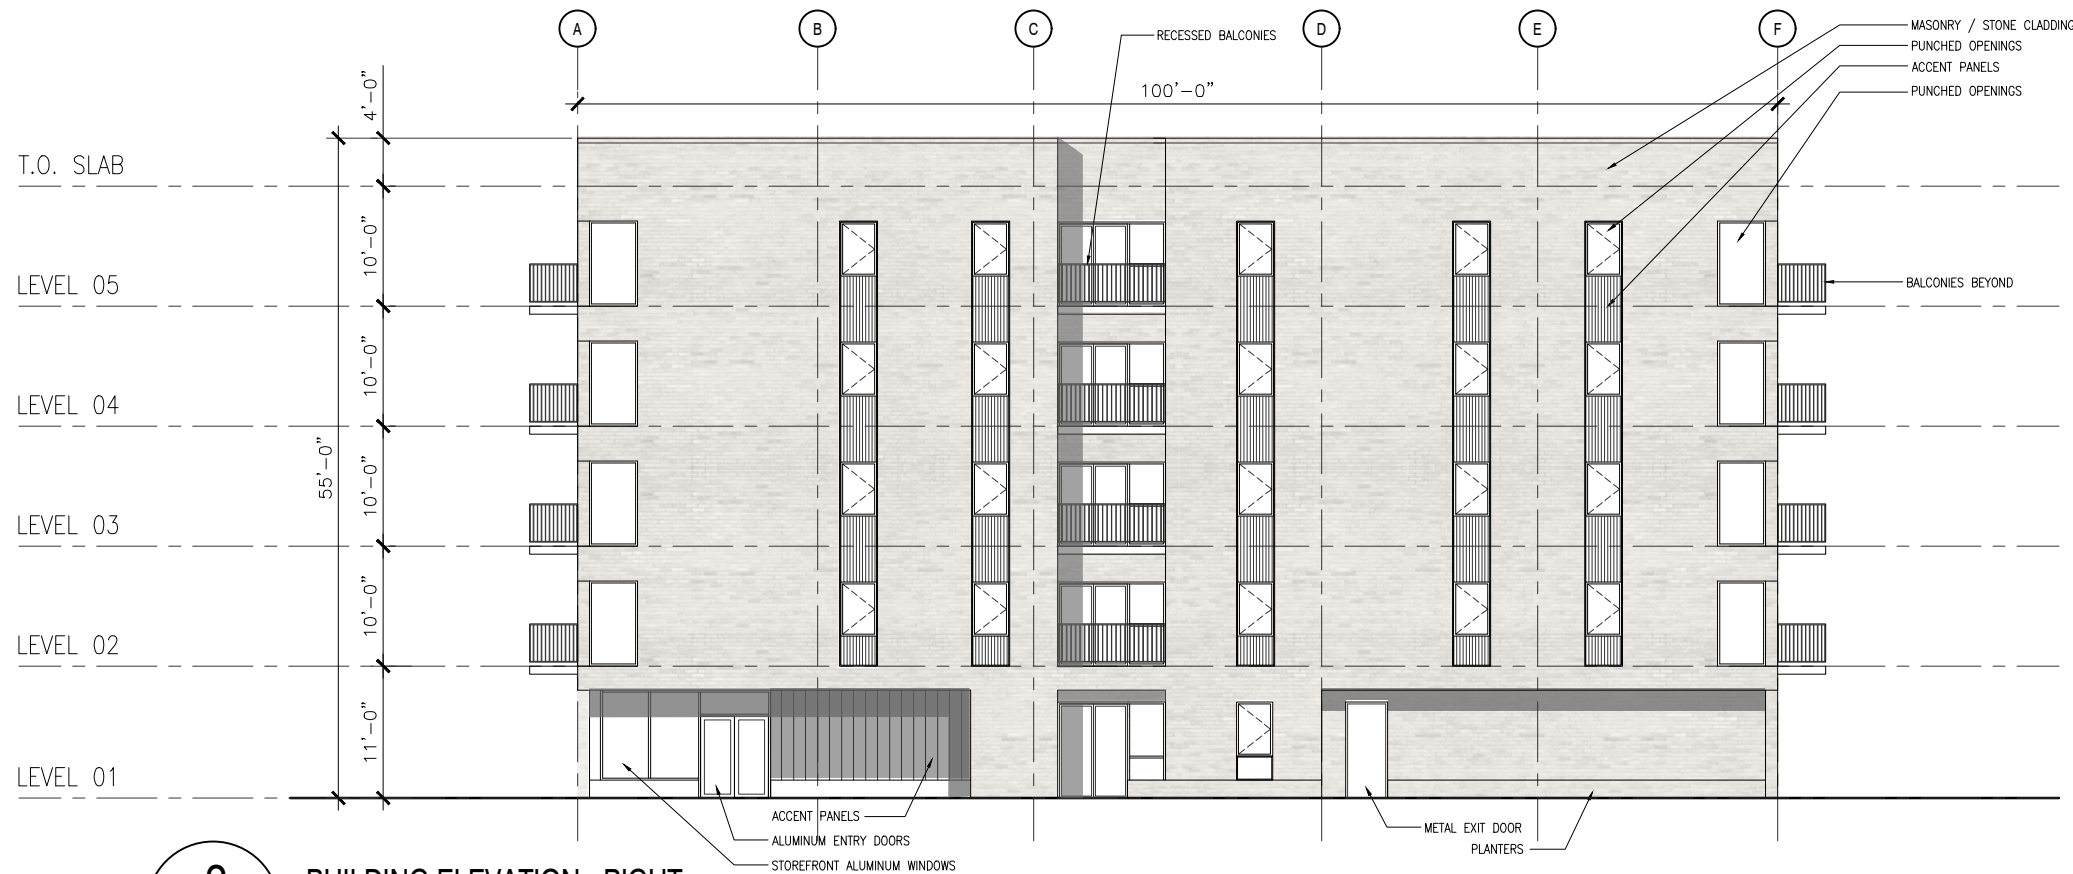 A B C D E F
RECESSED BALCONIES
MASONRY / STONE CLADDING
PUNCHED OPENINGS
ACCENT PANELS
PUNCHED OPENINGS
4'-0"
100'-0"
T.O. SLAB
10'-0"
LEVEL 05
BALCONIES BEYOND
10'-0"
LEVEL 04
55'-0"
10'-0"
LEVEL 03
10'-0"
LEVEL 02
11'-0"
LEVEL 01
ACCENT PANELS
METAL EXIT DOOR
ALUMINUM ENTRY DOORS
PLANTERS
STOREFRONT ALUMINUM WINDOWS
BUILDING ELEVATION - RIGHT